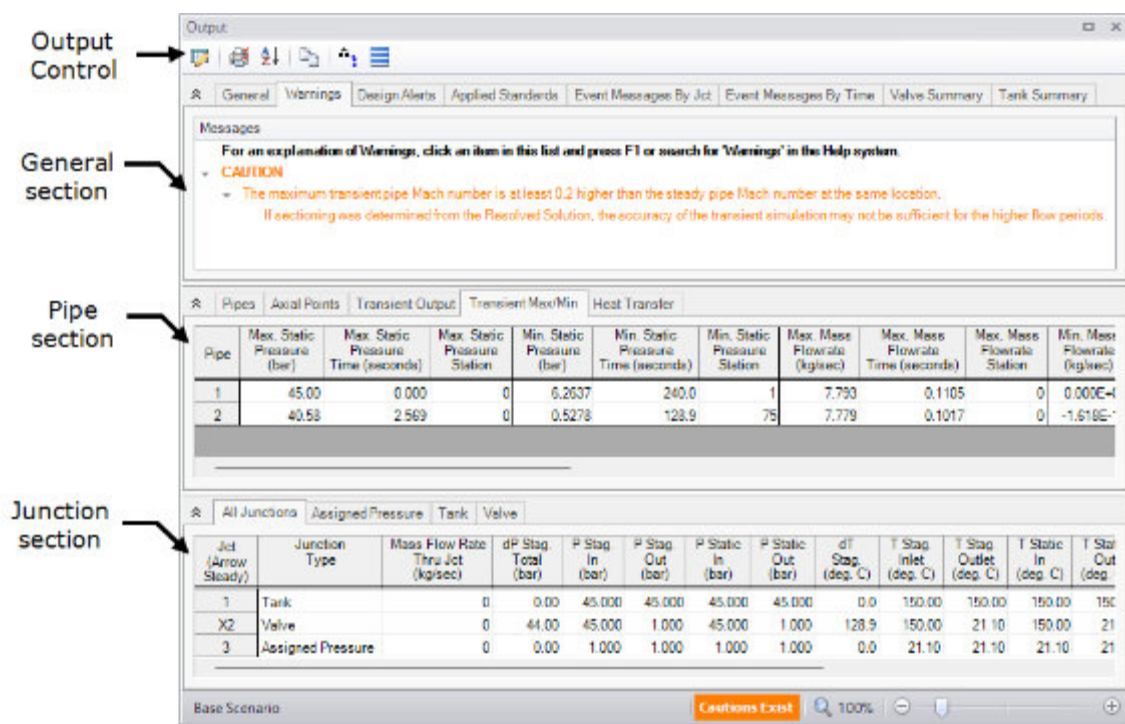 Output
Control
General
section
Pipe
section
Junction
section
Output
General Warnings Design Alerts Applied Standards Event Messages By Jct Event Messages By Time Valve Summary Tank Summary
Messages
For an explanation of Warnings, click an item in this list and press F1 or search for 'Warnings' in the Help system.
CAUTION
The maximum transient pipe Mach number is at least 0.2 higher than the steady pipe Mach number at the same location.
If sectioning was determined from the Resolved Solution, the accuracy of the transient simulation may not be sufficient for the higher flow periods.
Pipes Axial Points Transient Output Transient Max/Min Heat Transfer
Pipe Max. Static Pressure (bar) Max. Static Pressure Time (seconds) Max. Static Pressure Station Min. Static Pressure (bar) Min. Static Pressure Time (seconds) Min. Static Pressure Station Max. Mass Flowrate (kg/sec) Max. Mass Flowrate Time (seconds) Max. Mass Flowrate Station Min. Mass Flowrate (kg/sec)
1 45.00 0.000 0 6.2637 240.0 1 7.793 0.1105 0 0.000E+
2 40.58 2.569 0 0.5278 128.9 75 7.779 0.1017 0 -1.618E-
All Junctions Assigned Pressure Tank Valve
Jct (Arrow Steady) Junction Type Mass Flow Rate Thru Jct (kg/sec) dP Stag. Total (bar) P Stag. In (bar) P Stag. Out (bar) P Static In (bar) P Static Out (bar) dT Stag. (deg. C) T Stag. Inlet (deg. C) T Stag. Outlet (deg. C) T Static In (deg. C) T Stat Out (deg.
1 Tank 0 0.00 45.000 45.000 45.000 45.000 0.0 150.00 150.00 150.00 150
X2 Valve 0 44.00 45.000 1.000 45.000 1.000 128.9 150.00 21.10 150.00 21
3 Assigned Pressure 0 0.00 1.000 1.000 1.000 1.000 0.0 21.10 21.10 21.10 21
Base Scenario Cautions Exist 100%